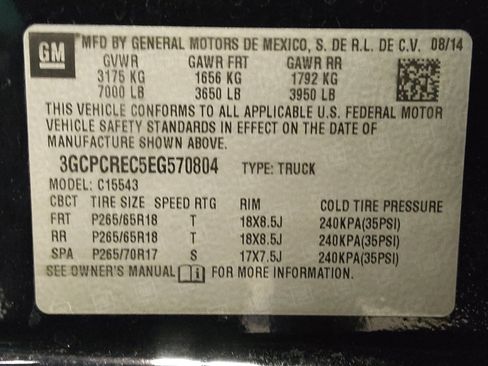 GM MFD BY GENERAL MOTORS DE MEXICO, S. DE R.L. DE C.V. 08/14
GVWR GAWR FRT GAWR RR
3175 KG 1656 KG 1792 KG
7000 LB 3650 LB 3950 LB
THIS VEHICLE CONFORMS TO ALL APPLICABLE U.S. FEDERAL MOTOR
VEHICLE SAFETY STANDARDS IN EFFECT ON THE DATE OF
MANUFACTURE SHOWN ABOVE.
3GCPCREC5EG570804 TYPE: TRUCK
MODEL: C15543
CBCT TIRE SIZE SPEED RTG RIM COLD TIRE PRESSURE
FRT P265/65R18 T 18X8.5J 240KPA(35PSI)
RR P265/65R18 T 18X8.5J 240KPA(35PSI)
SPA P265/70R17 S 17X7.5J 240KPA(35PSI)
SEE OWNER'S MANUAL FOR MORE INFORMATION.